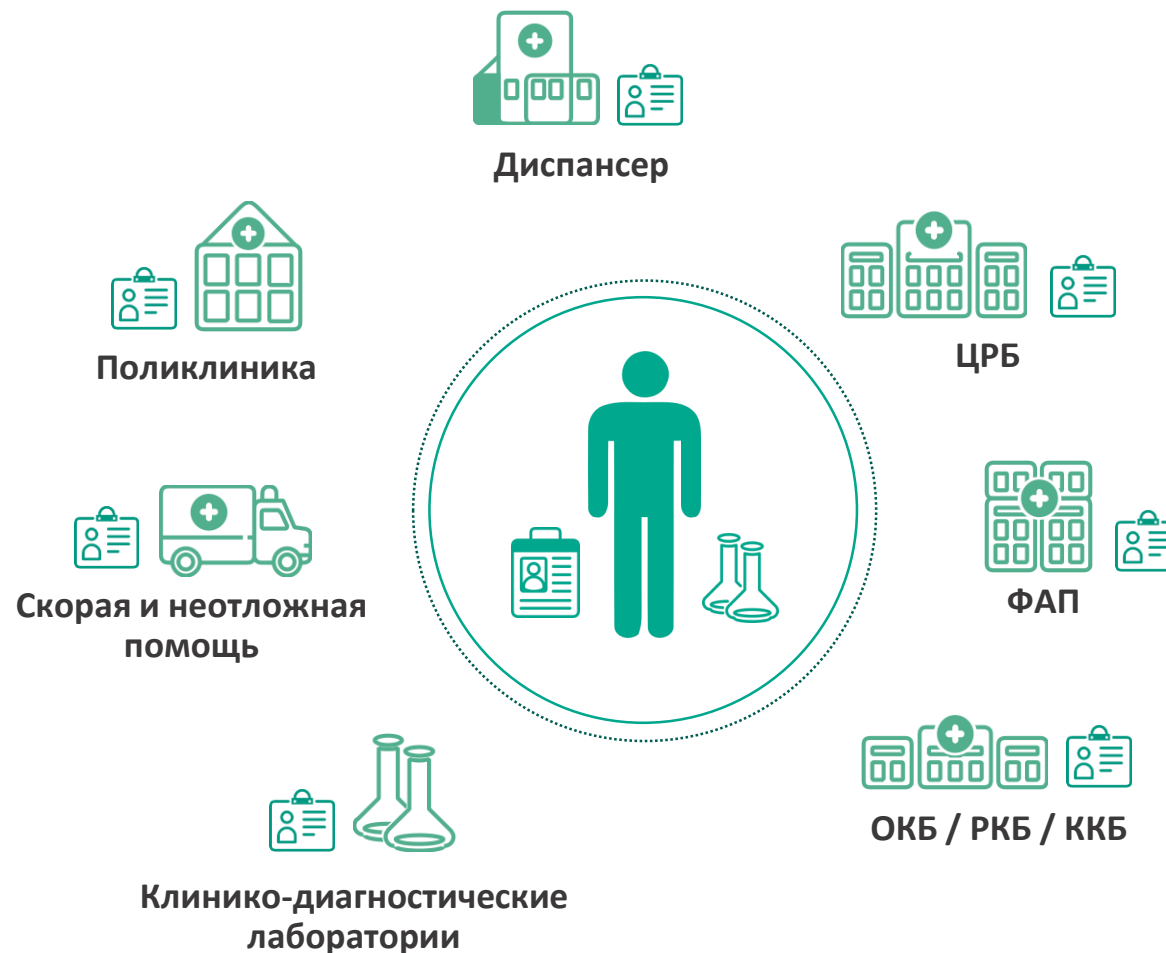 Диспансер
Поликлиника
ЦРБ
Скорая и неотложная
помощь
ФАП
ОКБ / РКБ / ККБ
Клинико-диагностические
лаборатории